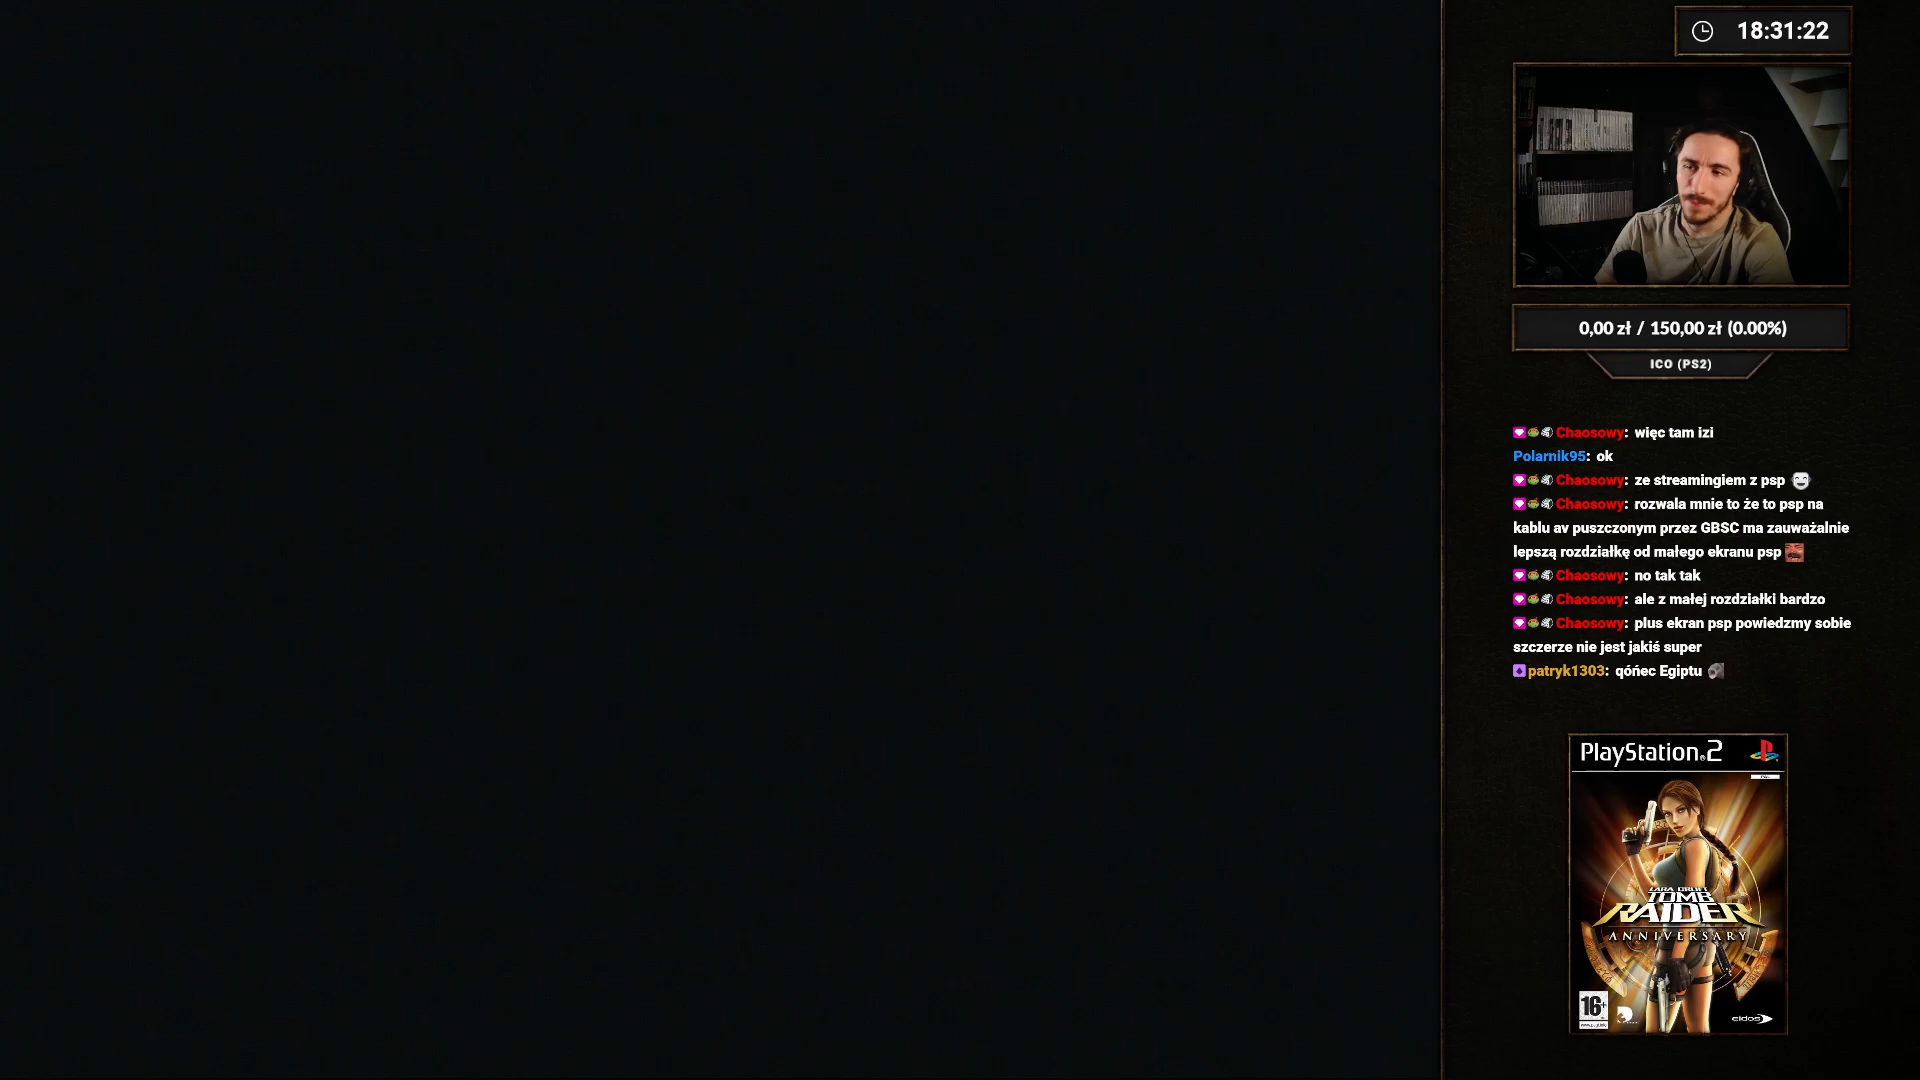 18:31:22
0,00 zł / 150,00 zł (0.00%)
ICO (PS2)
Chaosowy: więc tam izi
Polarnik95: ok
Chaosowy: ze streamingiem z psp
Chaosowy: rozwala mnie to że to psp na
kablu av puszczonym przez GBSC ma zauważalnie
lepszą rozdziałkę od małego ekranu psp
Chaosowy: no tak tak
Chaosowy: ale z małej rozdziałki bardzo
Chaosowy: plus ekran psp powiedzmy sobie
szczerze nie jest jakiś super
patryk1303: qóńec Egiptu
PlayStation.2
LARA CROFT
TOMB
RAIDER
ANNIVERSARY
16+
eidos